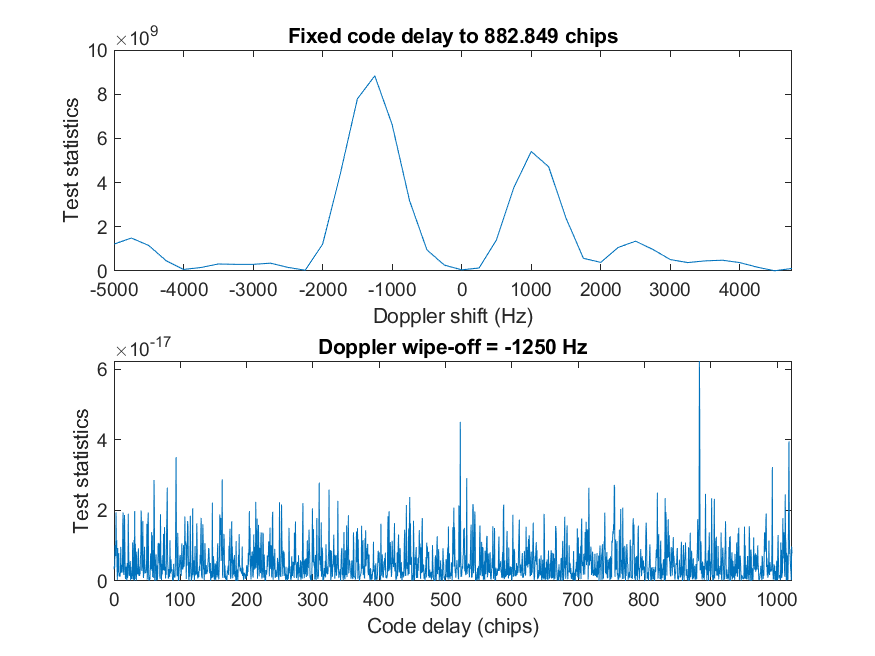 ×10^9
Fixed code delay to 882.849 chips
10
8
6
4
2
0
Test statistics
-5000 -4000 -3000 -2000 -1000 0 1000 2000 3000 4000
Doppler shift (Hz)
×10^-17
Doppler wipe-off = -1250 Hz
6
4
2
0
Test statistics
0 100 200 300 400 500 600 700 800 900 1000
Code delay (chips)